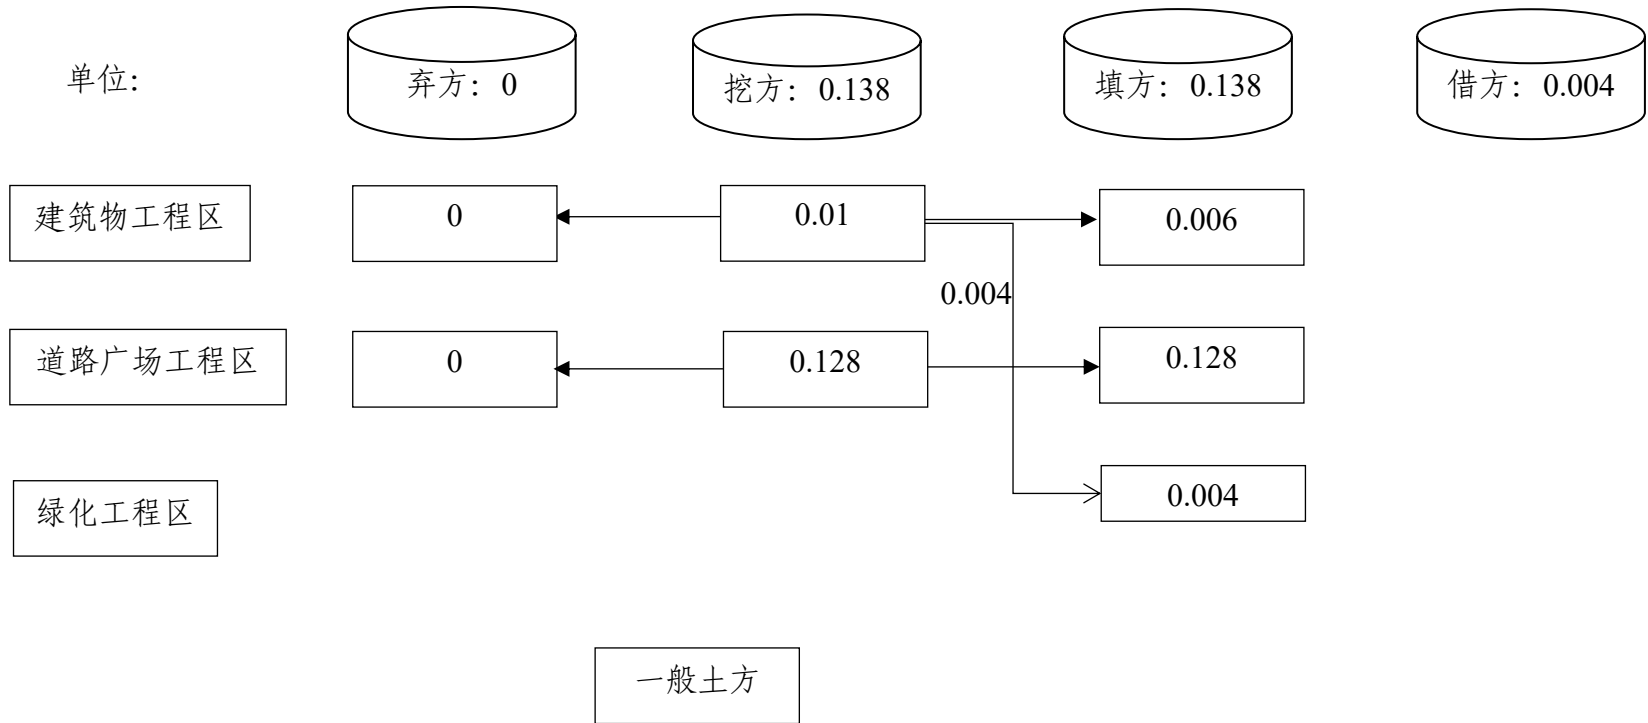 单位:
弃方：0
挖方：0.138
填方：0.138
借方：0.004
建筑物工程区
0
0.01
0.006
0.004
道路广场工程区
0
0.128
0.128
绿化工程区
0.004
一般土方